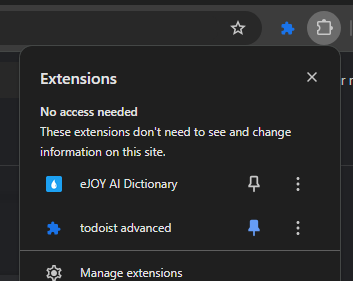 Extensions
No access needed
These extensions don't need to see and change
information on this site.
eJOY AI Dictionary
todoist advanced
Manage extensions